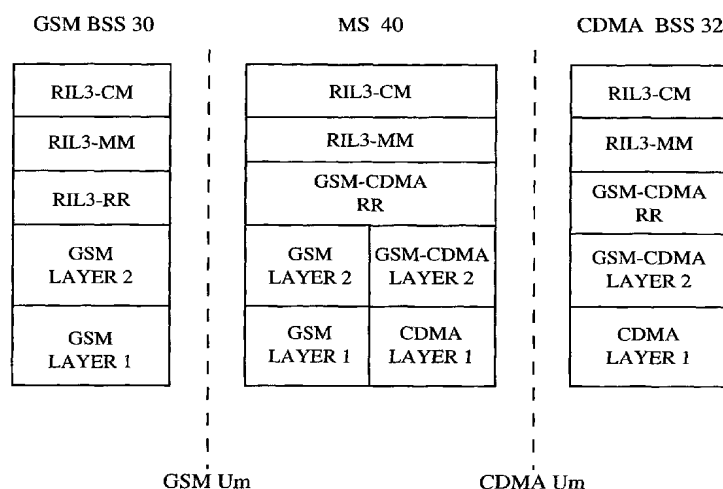 GSM BSS 30
MS 40
CDMA BSS 32
RIL3-CM
RIL3-MM
RIL3-RR
GSM
LAYER 2
GSM
LAYER 1
RIL3-CM
RIL3-MM
GSM-CDMA
RR
GSM
LAYER 2
GSM-CDMA
LAYER 2
GSM
LAYER 1
CDMA
LAYER 1
RIL3-CM
RIL3-MM
GSM-CDMA
RR
GSM-CDMA
LAYER 2
CDMA
LAYER 1
GSM Um
CDMA Um